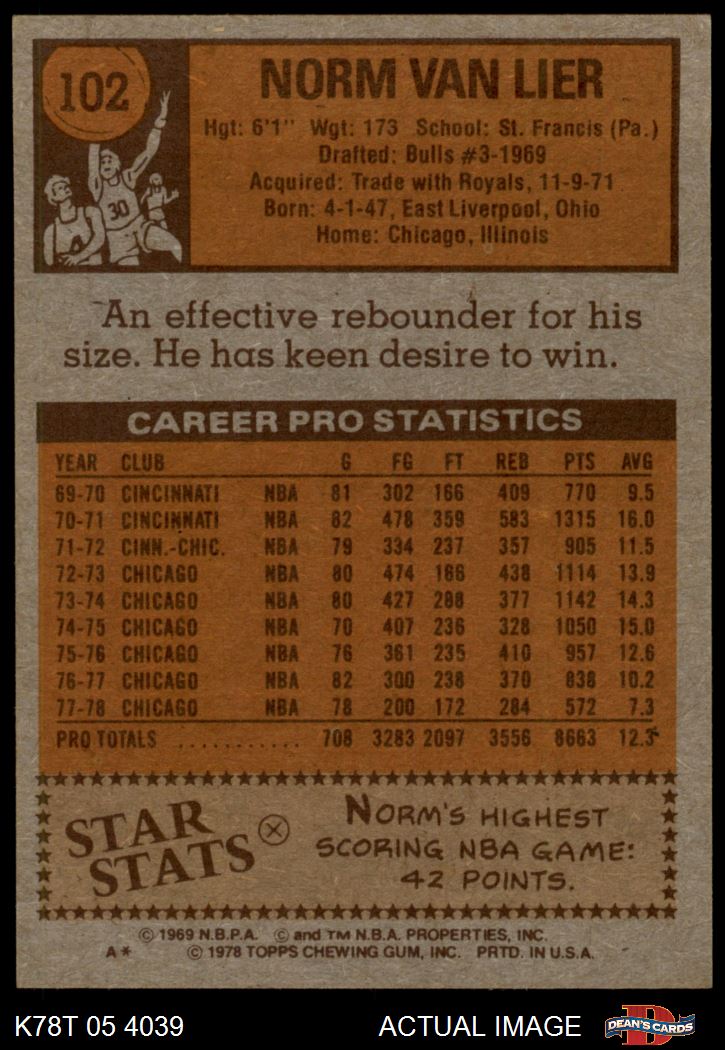 102
NORM VAN LIER
Hgt: 6'1" Wgt: 173 School: St. Francis (Pa.)
Drafted: Bulls #3-1969
Acquired: Trade with Royals, 11-9-71
Born: 4-1-47, East Liverpool, Ohio
Home: Chicago, Illinois
30
An effective rebounder for his
size. He has keen desire to win.
CAREER PRO STATISTICS
YEAR CLUB G FG FT REB PTS AVG
69-70 CINCINNATI NBA 81 302 166 409 770 9.5
70-71 CINCINNATI NBA 82 478 359 583 1315 16.0
71-72 CINN.-CHIC. NBA 79 334 237 357 905 11.5
72-73 CHICAGO NBA 80 474 166 438 1114 13.9
73-74 CHICAGO NBA 80 427 288 377 1142 14.3
74-75 CHICAGO NBA 70 407 236 328 1050 15.0
75-76 CHICAGO NBA 76 361 235 410 957 12.6
76-77 CHICAGO NBA 82 300 238 370 838 10.2
77-78 CHICAGO NBA 78 200 172 284 572 7.3
PRO TOTALS ............ 708 3283 2097 3556 8663 12.3
STAR
STATS
NORM'S HIGHEST
SCORING NBA GAME:
42 POINTS.
© 1969 N.B.P.A. © and TM N.B.A. PROPERTIES, INC.
A* © 1978 TOPPS CHEWING GUM, INC. PRTD. IN U.S.A.
K78T 05 4039 ACTUAL IMAGE
D
DEAN'S CARDS